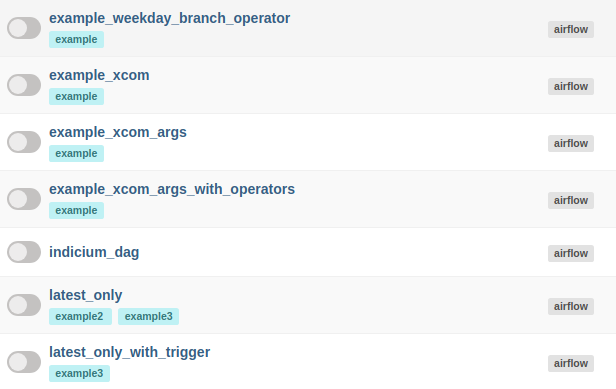 example_weekday_branch_operator
example
airflow
example_xcom
example
airflow
example_xcom_args
example
airflow
example_xcom_args_with_operators
example
airflow
indicium_dag
airflow
latest_only
example2 example3
airflow
latest_only_with_trigger
example3
airflow